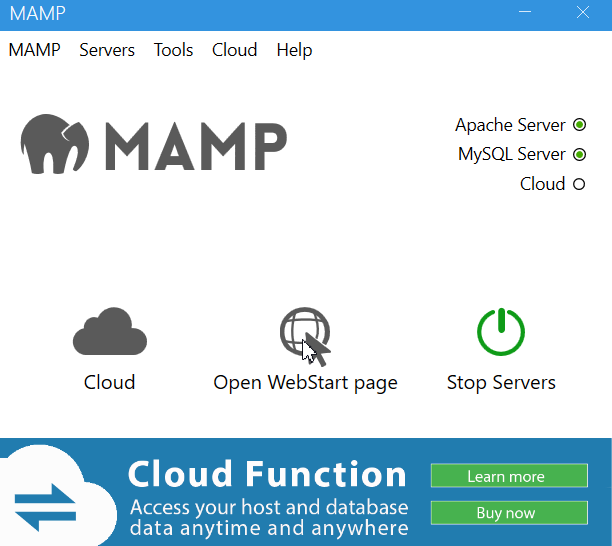 MAMP
MAMP Servers Tools Cloud Help
MAMP
Apache Server
MySQL Server
Cloud
Cloud
Open WebStart page
Stop Servers
Cloud Function
Access your host and database
data anytime and anywhere
Learn more
Buy now